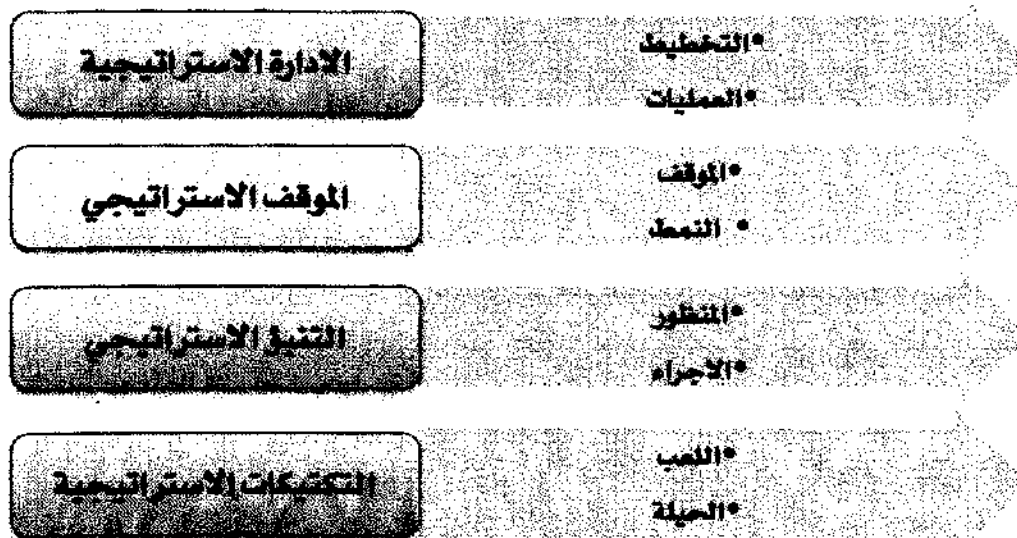 الادارة الاستراتيجية
•التخطيط
•العمليات
الموقف الاستراتيجي
•الموقف
• النمط
التنبؤ الاستراتيجي
•المنظور
•الاجراء
التكتيكات الاستراتيجية
•اللعب
•الحيلة